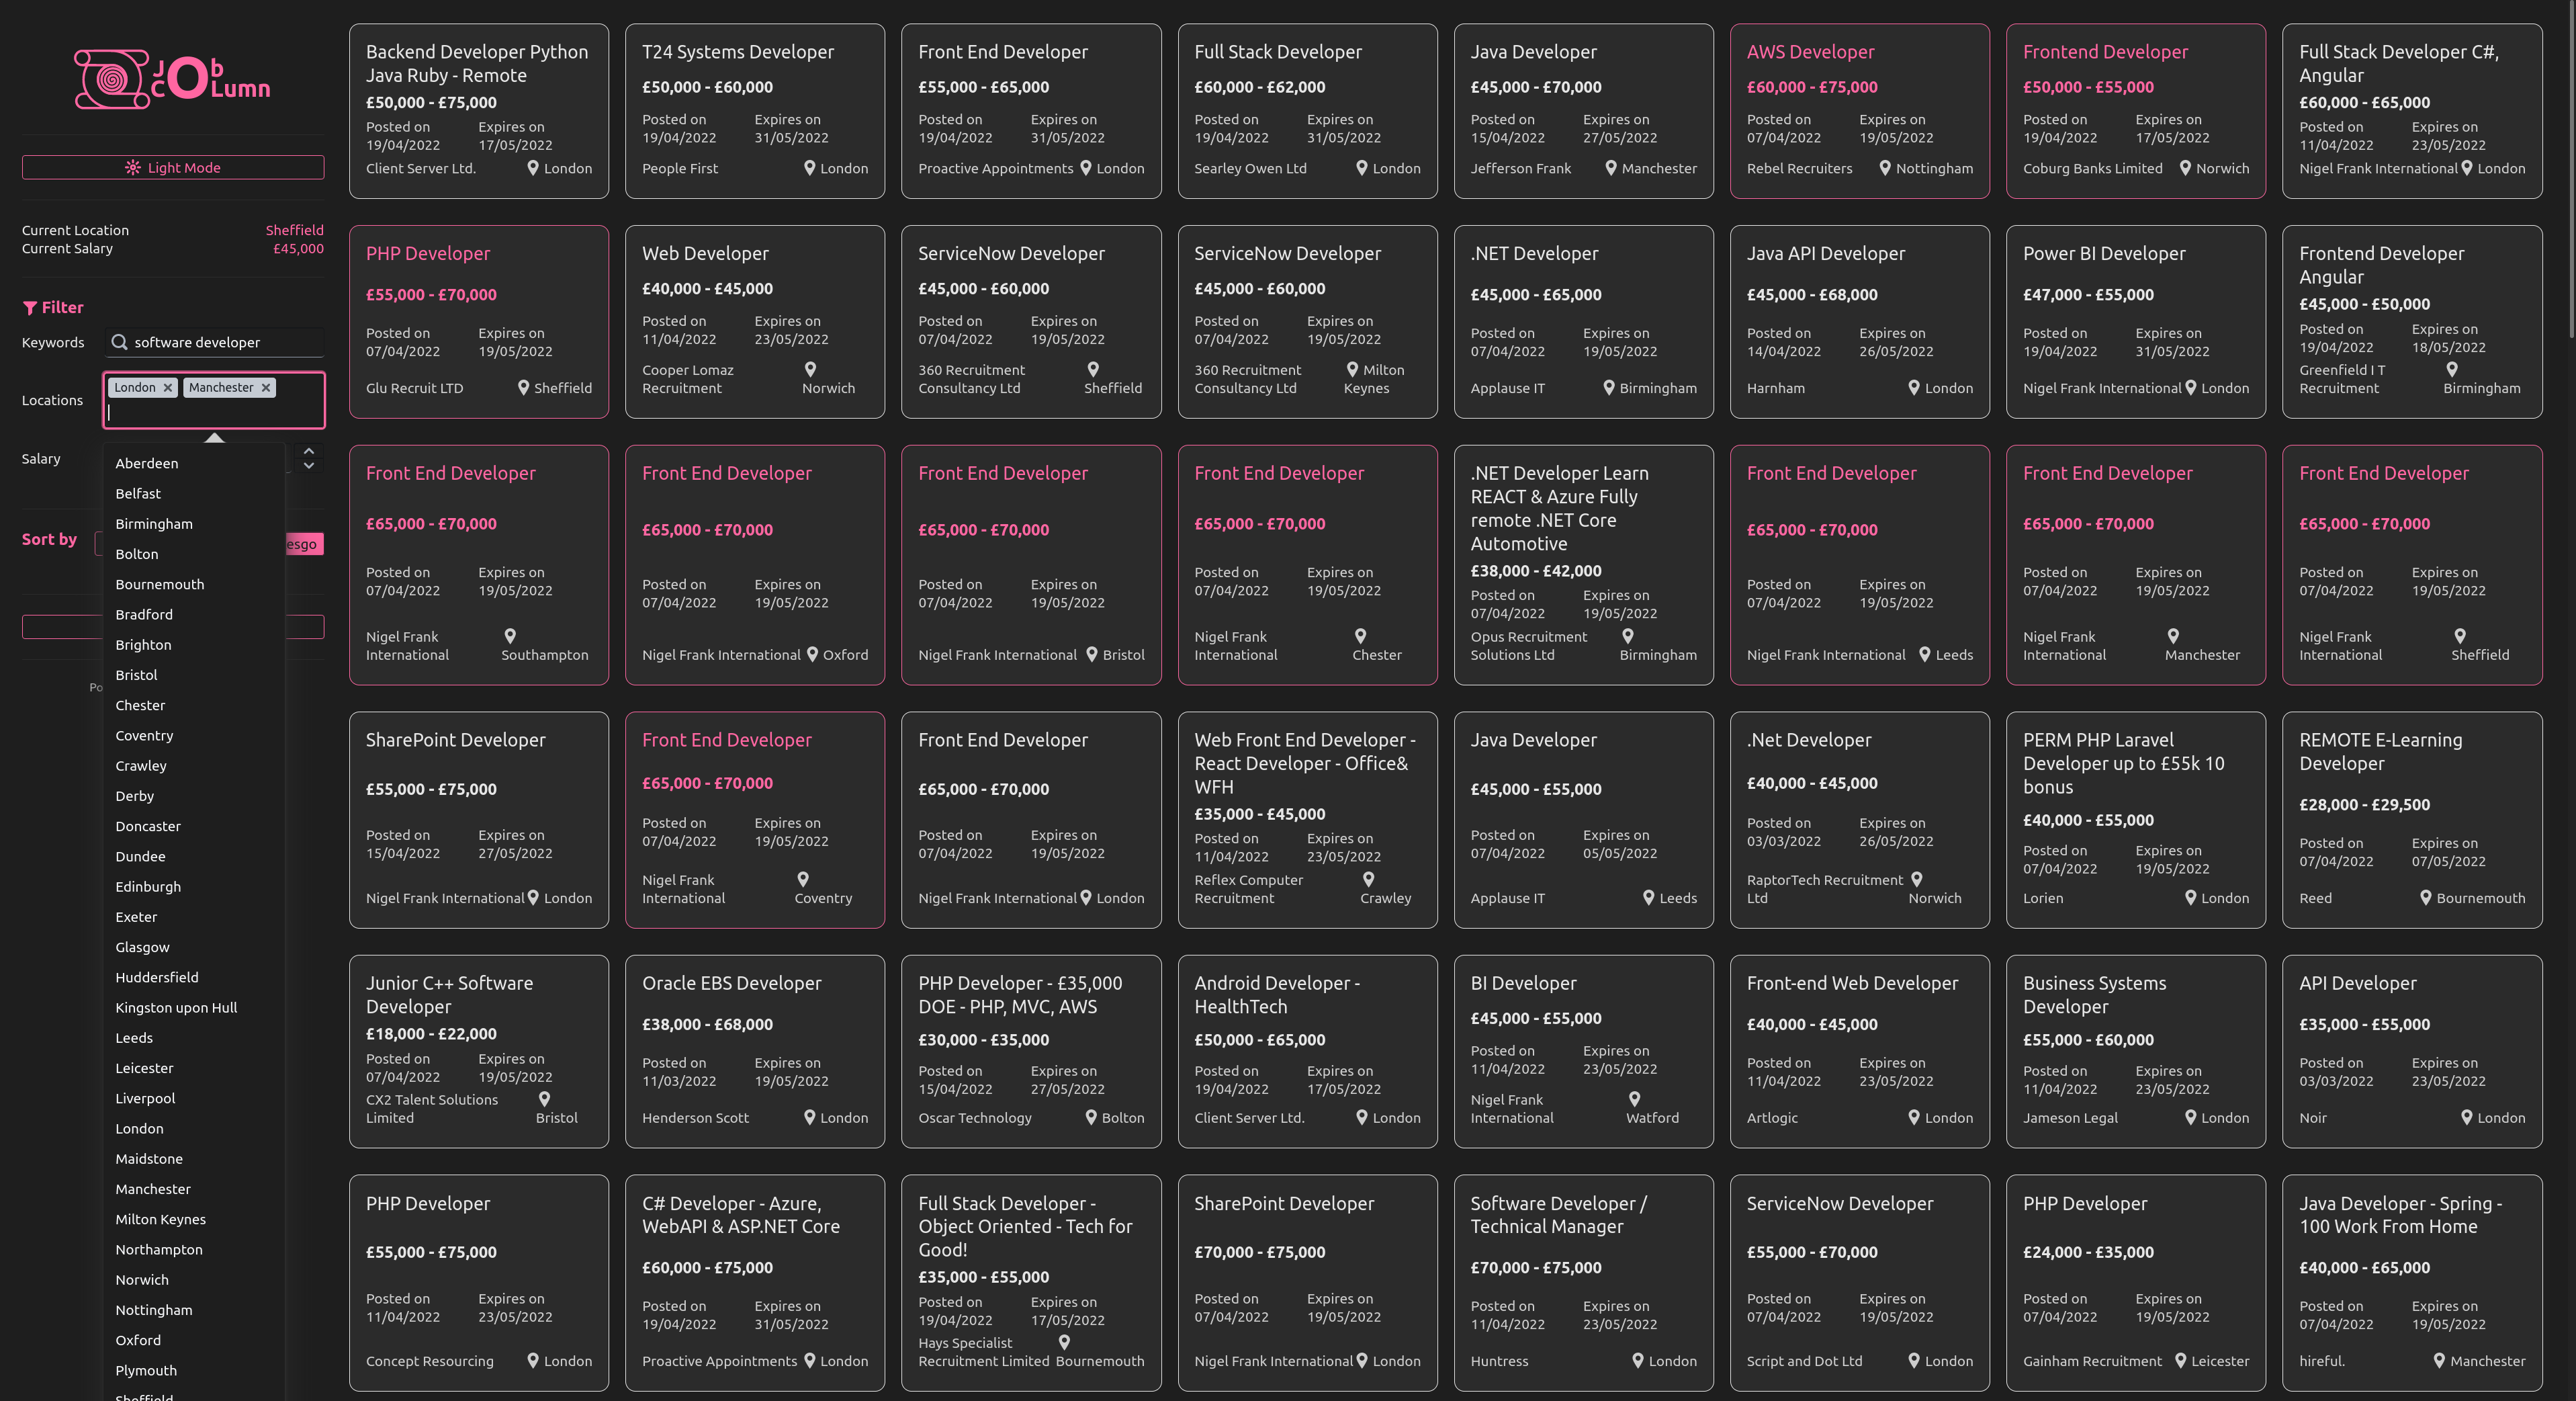 JOb
COLumn
Light Mode
Current Location Sheffield
Current Salary £45,000
Filter
Keywords software developer
Locations London Manchester
Salary
Sort by esgo
Po
Aberdeen
Belfast
Birmingham
Bolton
Bournemouth
Bradford
Brighton
Bristol
Chester
Coventry
Crawley
Derby
Doncaster
Dundee
Edinburgh
Exeter
Glasgow
Huddersfield
Kingston upon Hull
Leeds
Leicester
Liverpool
London
Maidstone
Manchester
Milton Keynes
Northampton
Norwich
Nottingham
Oxford
Plymouth
Sheffield
Backend Developer Python
Java Ruby - Remote
£50,000 - £75,000
Posted on Expires on
19/04/2022 17/05/2022
Client Server Ltd. London
T24 Systems Developer
£50,000 - £60,000
Posted on Expires on
19/04/2022 31/05/2022
People First London
Front End Developer
£55,000 - £65,000
Posted on Expires on
19/04/2022 31/05/2022
Proactive Appointments London
Full Stack Developer
£60,000 - £62,000
Posted on Expires on
19/04/2022 31/05/2022
Searley Owen Ltd London
Java Developer
£45,000 - £70,000
Posted on Expires on
15/04/2022 27/05/2022
Jefferson Frank Manchester
AWS Developer
£60,000 - £75,000
Posted on Expires on
07/04/2022 19/05/2022
Rebel Recruiters Nottingham
Frontend Developer
£50,000 - £55,000
Posted on Expires on
19/04/2022 17/05/2022
Coburg Banks Limited Norwich
Full Stack Developer C#,
Angular
£60,000 - £65,000
Posted on Expires on
11/04/2022 23/05/2022
Nigel Frank International London
PHP Developer
£55,000 - £70,000
Posted on Expires on
07/04/2022 19/05/2022
Glu Recruit LTD Sheffield
Web Developer
£40,000 - £45,000
Posted on Expires on
11/04/2022 23/05/2022
Cooper Lomaz
Recruitment Norwich
ServiceNow Developer
£45,000 - £60,000
Posted on Expires on
07/04/2022 19/05/2022
360 Recruitment
Consultancy Ltd Sheffield
ServiceNow Developer
£45,000 - £60,000
Posted on Expires on
07/04/2022 19/05/2022
360 Recruitment Milton
Consultancy Ltd Keynes
.NET Developer
£45,000 - £65,000
Posted on Expires on
07/04/2022 19/05/2022
Applause IT Birmingham
Java API Developer
£45,000 - £68,000
Posted on Expires on
14/04/2022 26/05/2022
Harnham London
Power BI Developer
£47,000 - £55,000
Posted on Expires on
19/04/2022 31/05/2022
Nigel Frank International London
Frontend Developer
Angular
£45,000 - £50,000
Posted on Expires on
19/04/2022 18/05/2022
Greenfield I T
Recruitment Birmingham
Front End Developer
£65,000 - £70,000
Posted on Expires on
07/04/2022 19/05/2022
Nigel Frank
International Southampton
Front End Developer
£65,000 - £70,000
Posted on Expires on
07/04/2022 19/05/2022
Nigel Frank International Oxford
Front End Developer
£65,000 - £70,000
Posted on Expires on
07/04/2022 19/05/2022
Nigel Frank International Bristol
Front End Developer
£65,000 - £70,000
Posted on Expires on
07/04/2022 19/05/2022
Nigel Frank
International Chester
.NET Developer Learn
REACT & Azure Fully
remote .NET Core
Automotive
£38,000 - £42,000
Posted on Expires on
07/04/2022 19/05/2022
Opus Recruitment
Solutions Ltd Birmingham
Front End Developer
£65,000 - £70,000
Posted on Expires on
07/04/2022 19/05/2022
Nigel Frank International Leeds
Front End Developer
£65,000 - £70,000
Posted on Expires on
07/04/2022 19/05/2022
Nigel Frank
International Manchester
Front End Developer
£65,000 - £70,000
Posted on Expires on
07/04/2022 19/05/2022
Nigel Frank
International Sheffield
SharePoint Developer
£55,000 - £75,000
Posted on Expires on
15/04/2022 27/05/2022
Nigel Frank International London
Front End Developer
£65,000 - £70,000
Posted on Expires on
07/04/2022 19/05/2022
Nigel Frank
International Coventry
Front End Developer
£65,000 - £70,000
Posted on Expires on
07/04/2022 19/05/2022
Nigel Frank International London
Web Front End Developer -
React Developer - Office&
WFH
£35,000 - £45,000
Posted on Expires on
11/04/2022 23/05/2022
Reflex Computer
Recruitment Crawley
Java Developer
£45,000 - £55,000
Posted on Expires on
07/04/2022 05/05/2022
Applause IT Leeds
.Net Developer
£40,000 - £45,000
Posted on Expires on
03/03/2022 26/05/2022
RaptorTech Recruitment
Ltd Norwich
PERM PHP Laravel
Developer up to £55k 10
bonus
£40,000 - £55,000
Posted on Expires on
07/04/2022 19/05/2022
Lorien London
REMOTE E-Learning
Developer
£28,000 - £29,500
Posted on Expires on
07/04/2022 07/05/2022
Reed Bournemouth
Junior C++ Software
Developer
£18,000 - £22,000
Posted on Expires on
07/04/2022 19/05/2022
CX2 Talent Solutions
Limited Bristol
Oracle EBS Developer
£38,000 - £68,000
Posted on Expires on
11/03/2022 19/05/2022
Henderson Scott London
PHP Developer - £35,000
DOE - PHP, MVC, AWS
£30,000 - £35,000
Posted on Expires on
15/04/2022 27/05/2022
Oscar Technology Bolton
Android Developer -
HealthTech
£50,000 - £65,000
Posted on Expires on
19/04/2022 17/05/2022
Client Server Ltd. London
BI Developer
£45,000 - £55,000
Posted on Expires on
11/04/2022 23/05/2022
Nigel Frank
International Watford
Front-end Web Developer
£40,000 - £45,000
Posted on Expires on
11/04/2022 23/05/2022
Artlogic London
Business Systems
Developer
£55,000 - £60,000
Posted on Expires on
11/04/2022 23/05/2022
Jameson Legal London
API Developer
£35,000 - £55,000
Posted on Expires on
03/03/2022 23/05/2022
Noir London
PHP Developer
£55,000 - £75,000
Posted on Expires on
11/04/2022 23/05/2022
Concept Resourcing London
C# Developer - Azure,
WebAPI & ASP.NET Core
£60,000 - £75,000
Posted on Expires on
19/04/2022 31/05/2022
Proactive Appointments London
Full Stack Developer -
Object Oriented - Tech for
Good!
£35,000 - £55,000
Posted on Expires on
19/04/2022 17/05/2022
Hays Specialist
Recruitment Limited Bournemouth
SharePoint Developer
£70,000 - £75,000
Posted on Expires on
07/04/2022 19/05/2022
Nigel Frank International London
Software Developer /
Technical Manager
£70,000 - £75,000
Posted on Expires on
11/04/2022 23/05/2022
Huntress London
ServiceNow Developer
£55,000 - £70,000
Posted on Expires on
07/04/2022 19/05/2022
Script and Dot Ltd London
PHP Developer
£24,000 - £35,000
Posted on Expires on
07/04/2022 19/05/2022
Gainham Recruitment Leicester
Java Developer - Spring -
100 Work From Home
£40,000 - £65,000
Posted on Expires on
07/04/2022 19/05/2022
hireful. Manchester